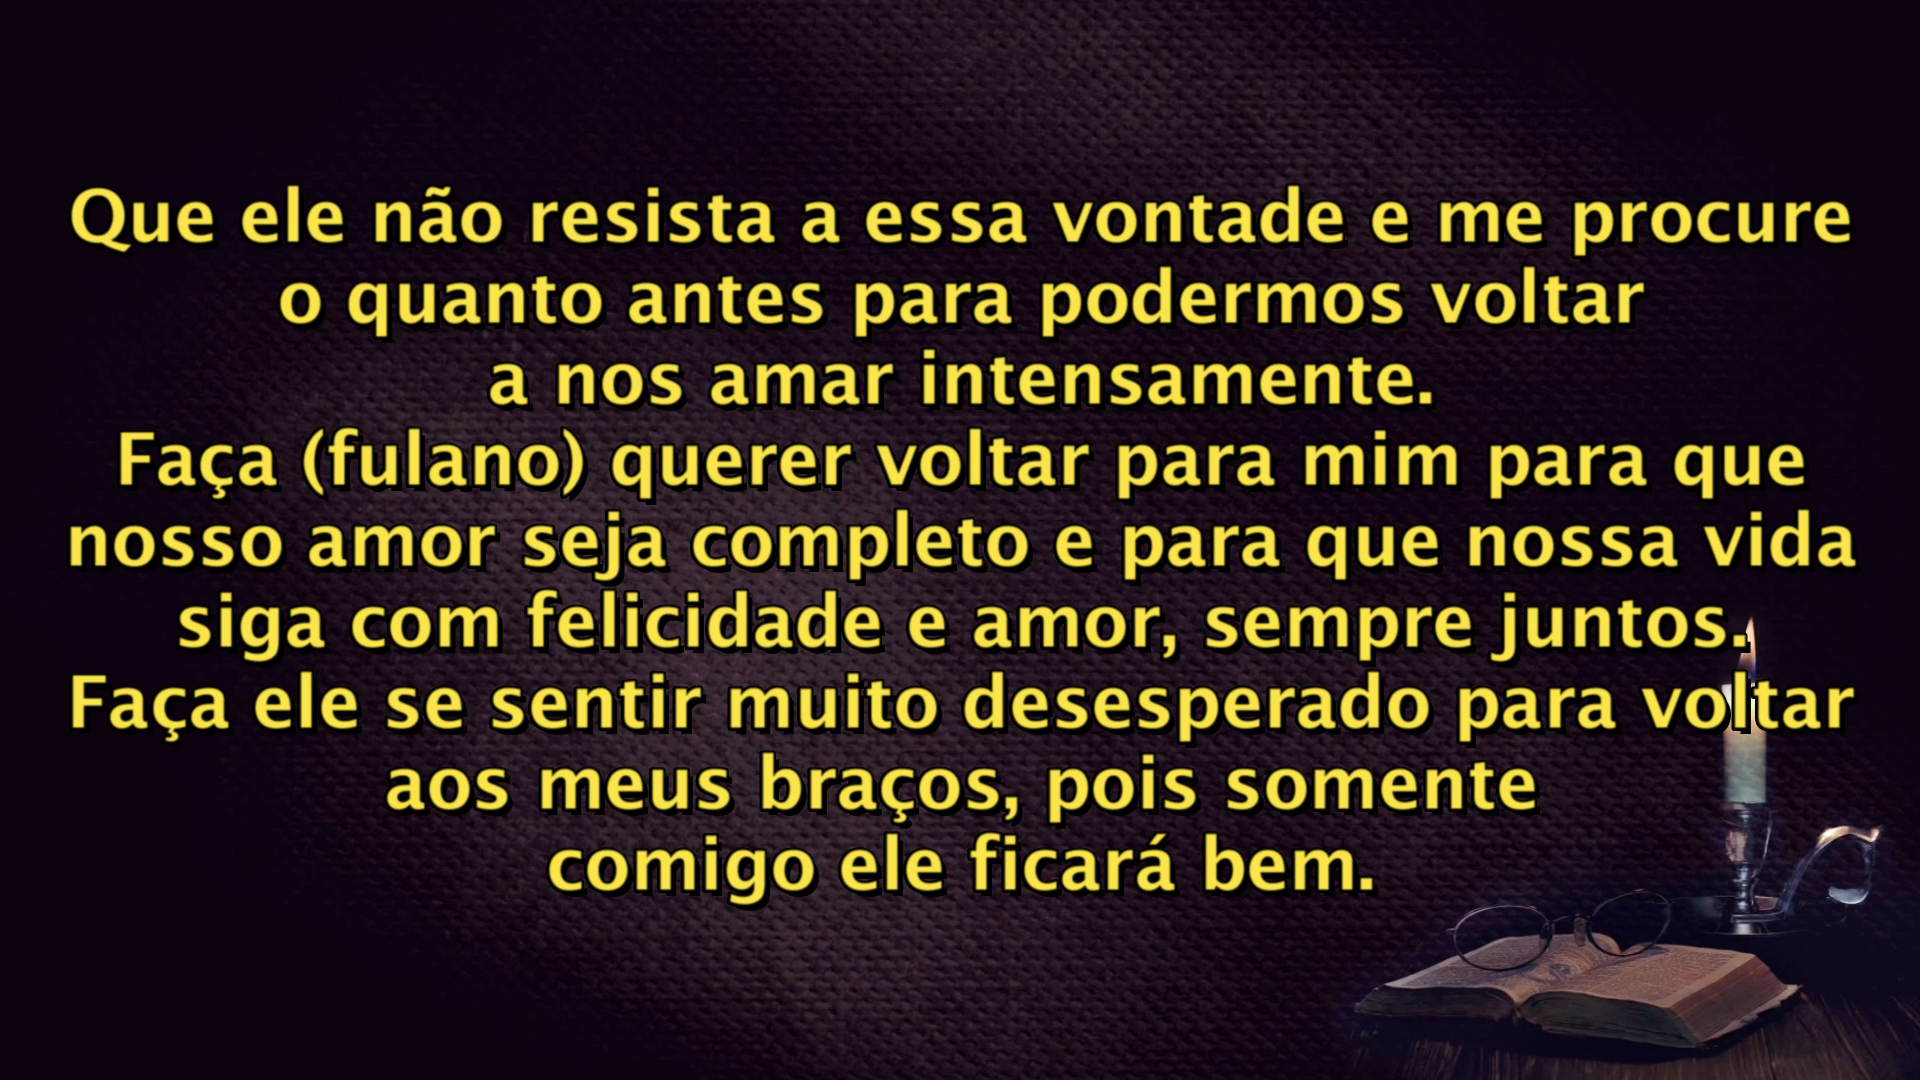 Que ele não resista a essa vontade e me procure
o quanto antes para podermos voltar
a nos amar intensamente.
Faça (fulano) querer voltar para mim para que
nosso amor seja completo e para que nossa vida
siga com felicidade e amor, sempre juntos.
Faça ele se sentir muito desesperado para voltar
aos meus braços, pois somente
comigo ele ficará bem.